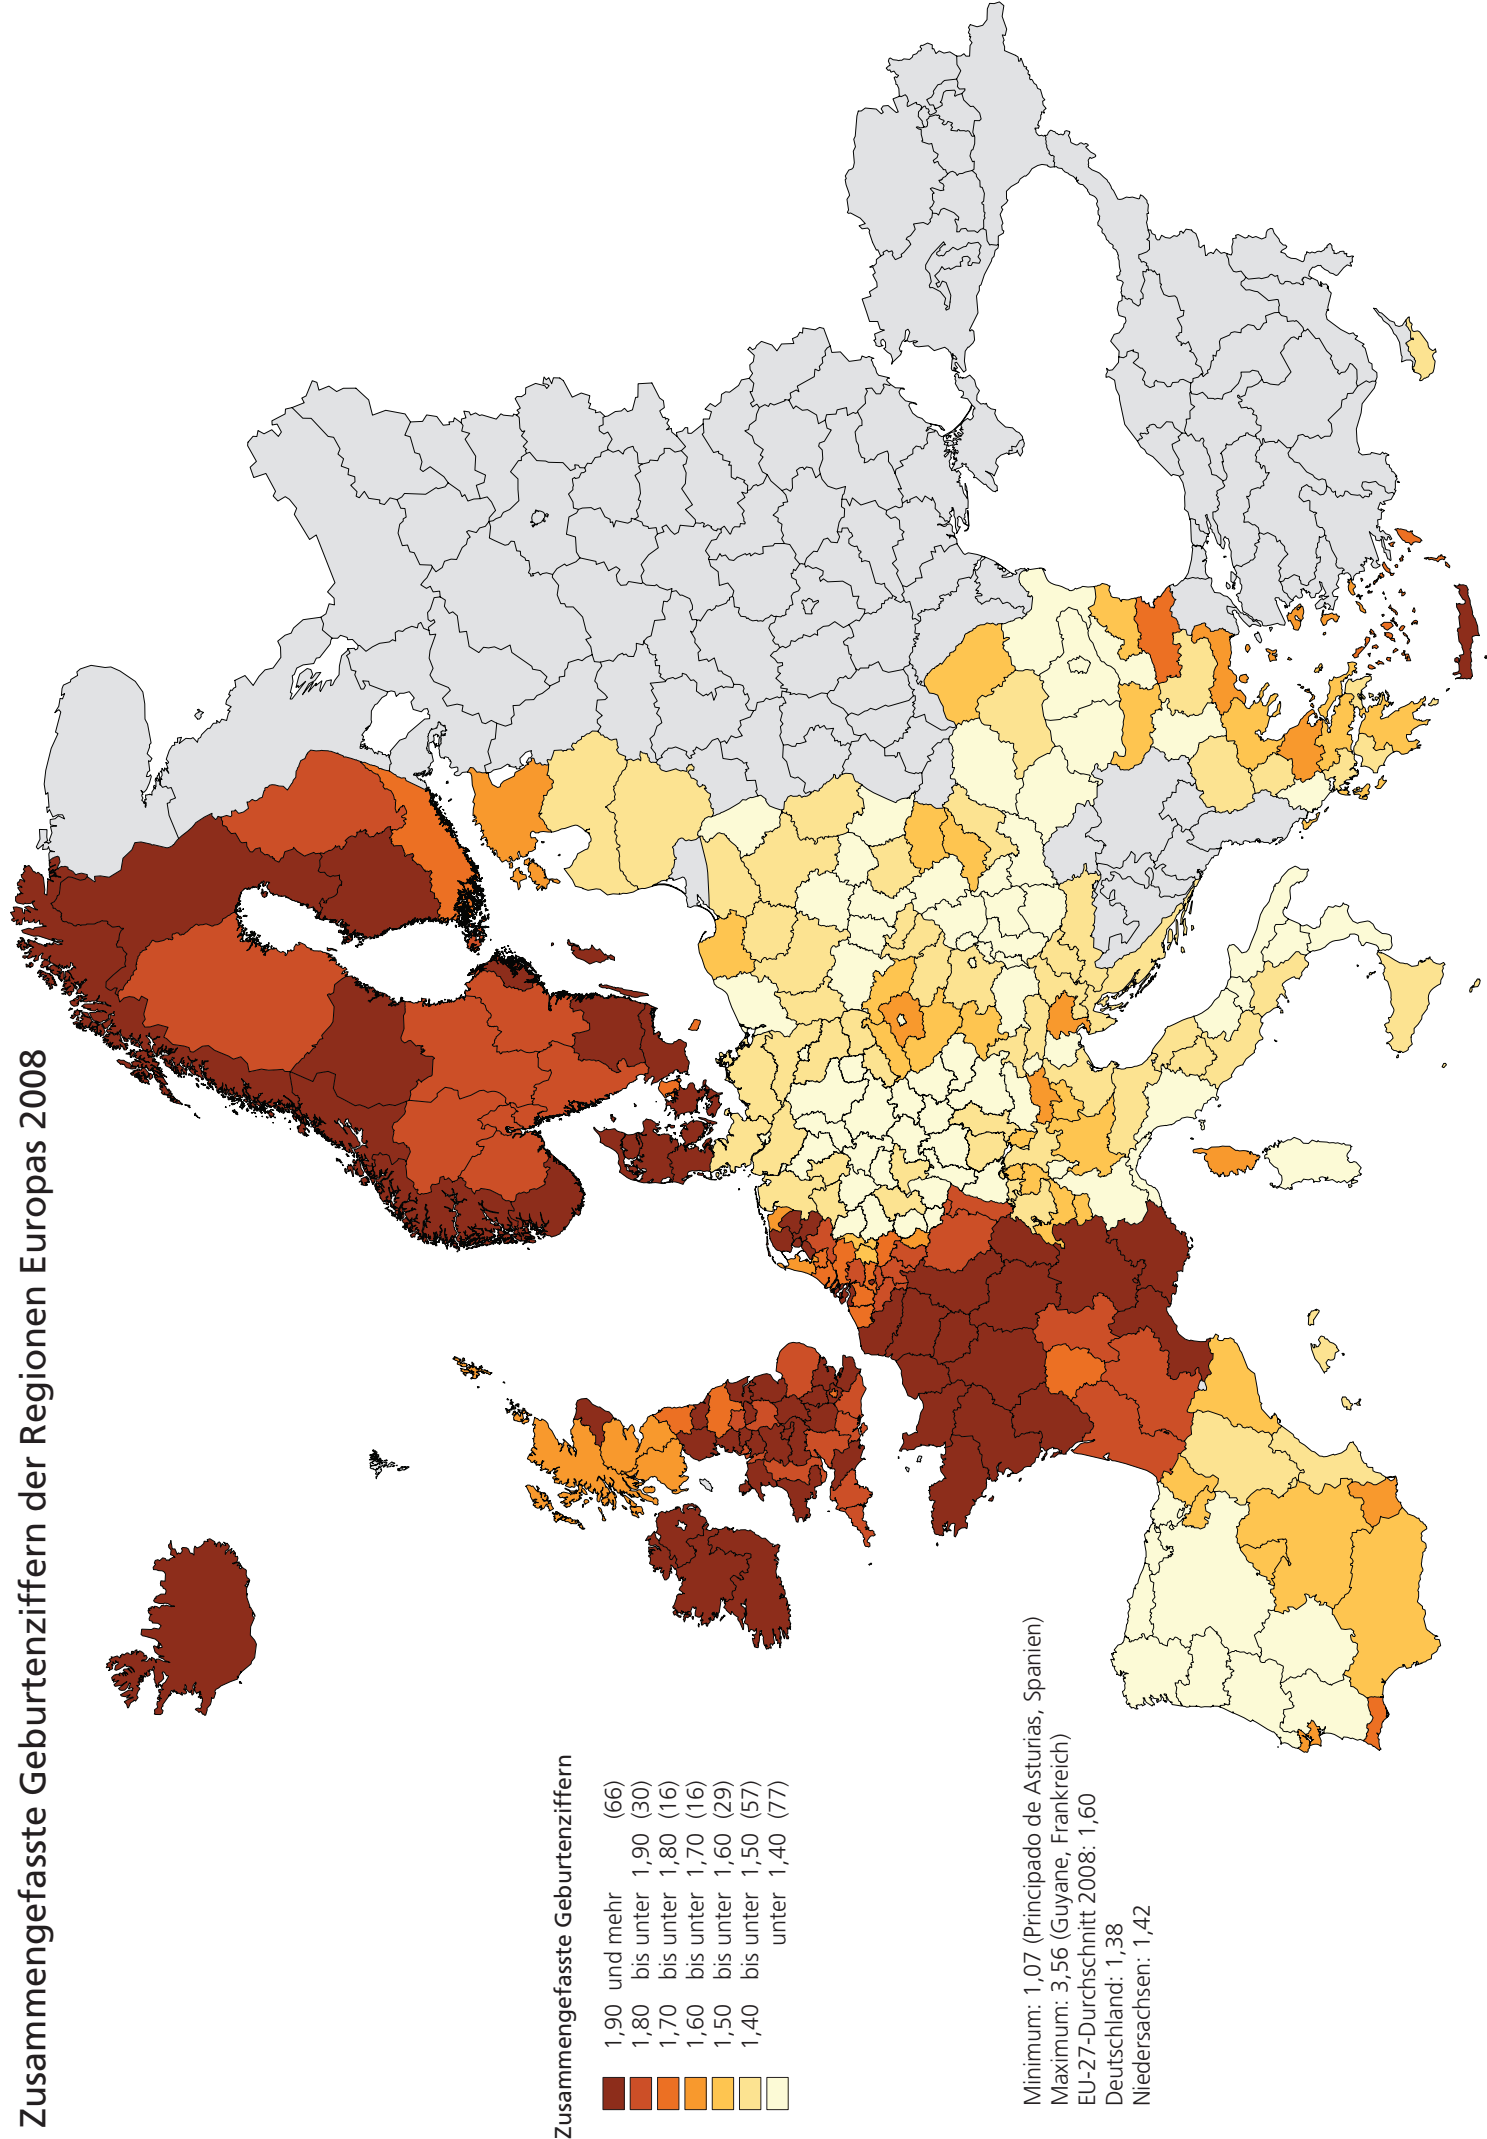 Zusammengefasste Geburtenziffern der Regionen Europas 2008
Zusammengefasste Geburtenziffern
1,90 und mehr (66)
1,80 bis unter 1,90 (30)
1,70 bis unter 1,80 (16)
1,60 bis unter 1,70 (16)
1,50 bis unter 1,60 (29)
1,40 bis unter 1,50 (57)
unter 1,40 (77)
Minimum: 1,07 (Principado de Asturias, Spanien)
Maximum: 3,56 (Guyane, Frankreich)
EU-27-Durchschnitt 2008: 1,60
Deutschland: 1,38
Niedersachsen: 1,42